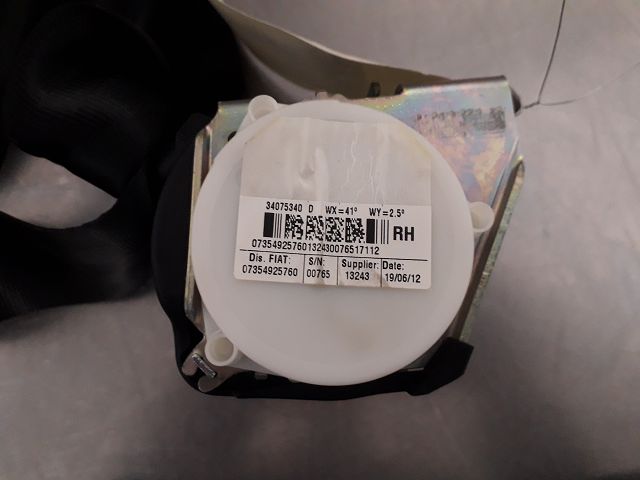 34075340 D WX=41° WY=2.5°
RH
07354925760132430076517112
Dis. FIAT: S/N: Supplier: Date:
07354925760 00765 13243 19/06/12